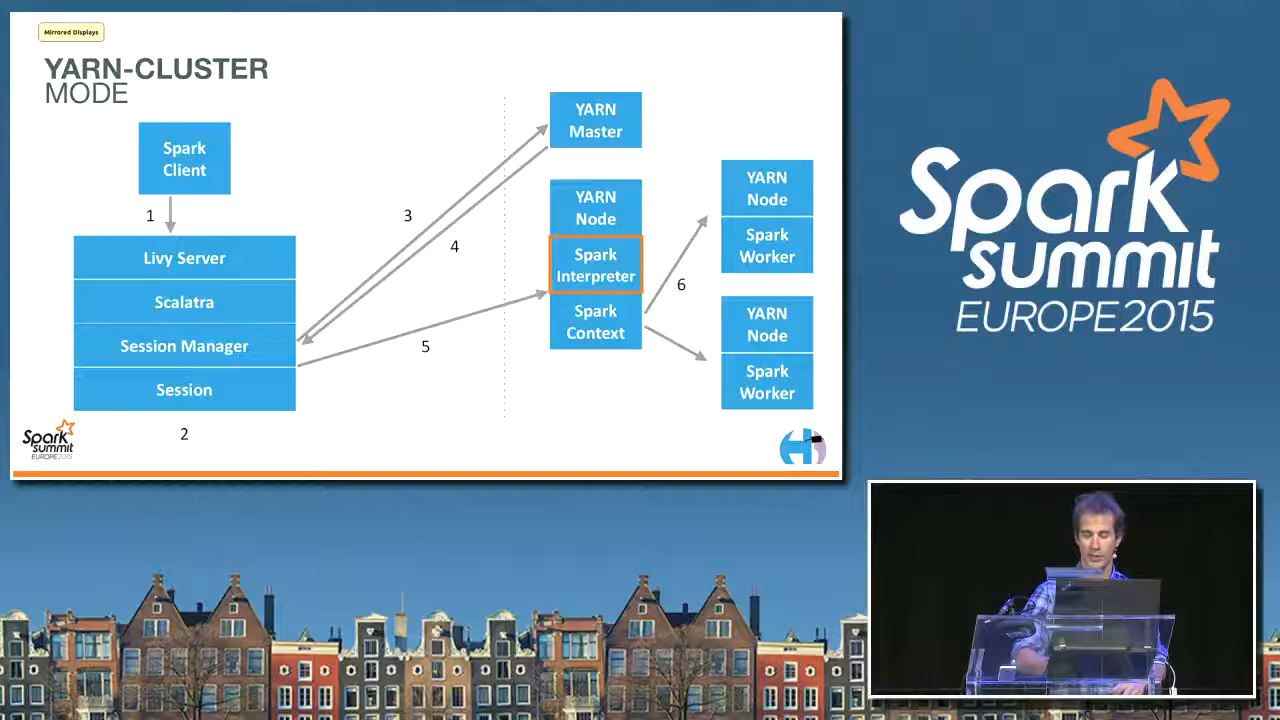 Mirrored Displays
YARN-CLUSTER
MODE
Spark
Client
1
Livy Server
Scalatra
Session Manager
Session
2
3
4
5
YARN
Master
YARN
Node
Spark
Interpreter
Spark
Context
6
YARN
Node
Spark
Worker
YARN
Node
Spark
Worker
Spark
summit
EUROPE2015
Spark
summit
EUROPE 2015